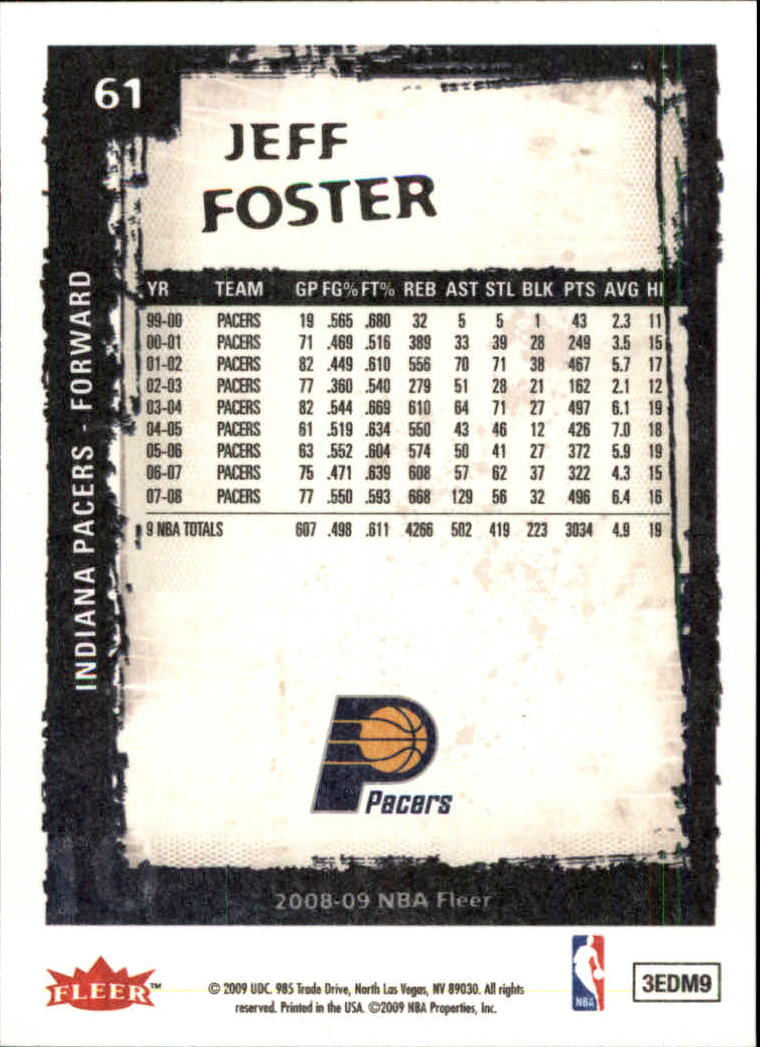 61
JEFF
FOSTER
INDIANA PACERS - FORWARD
YR TEAM GP FG% FT% REB AST STL BLK PTS AVG HI
99-00 PACERS 19 .565 .680 32 5 5 1 43 2.3 11
00-01 PACERS 71 .469 .516 389 33 39 28 249 3.5 15
01-02 PACERS 82 .449 .610 556 70 71 38 467 5.7 17
02-03 PACERS 77 .360 .540 279 51 28 21 162 2.1 12
03-04 PACERS 82 .544 .669 610 64 71 27 497 6.1 19
04-05 PACERS 61 .519 .634 550 43 46 12 426 7.0 18
05-06 PACERS 63 .552 .604 574 50 41 27 372 5.9 19
06-07 PACERS 75 .471 .639 608 57 62 37 322 4.3 15
07-08 PACERS 77 .550 .593 668 129 56 32 496 6.4 16
9 NBA TOTALS 607 .498 .611 4266 502 419 223 3034 4.9 19
Pacers
2008-09 NBA Fleer
FLEER™
© 2009 UDC. 985 Trade Drive, North Las Vegas, NV 89030. All rights
reserved. Printed in the USA. ©2009 NBA Properties, Inc.
NBA
3EDM9